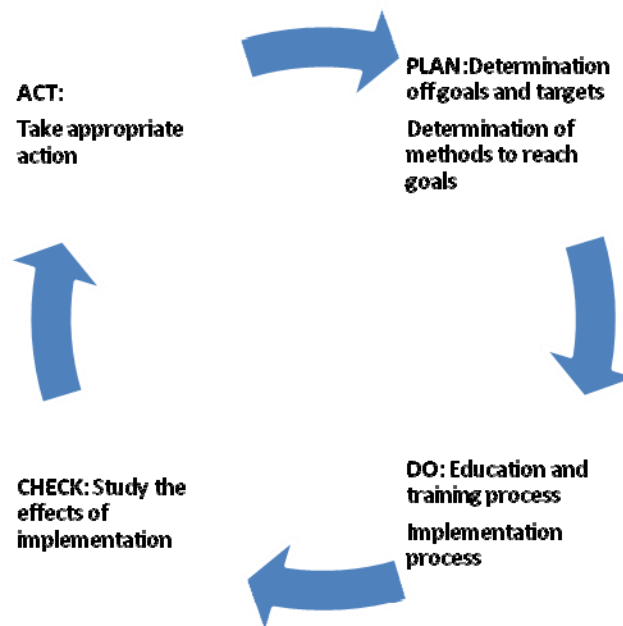 ACT:
Take appropriate
action
PLAN:Determination
offgoals and targets
Determination of
methods to reach
goals
DO: Education and
training process
Implementation
process
CHECK: Study the
effects of
implementation